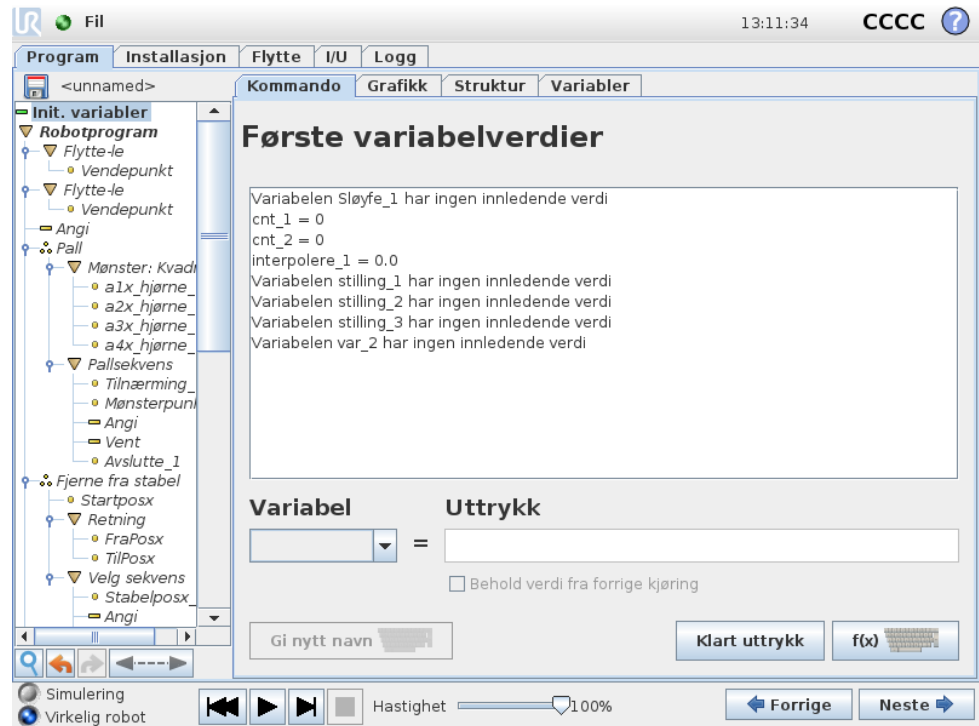 UR Fil 13:11:34 CCCC ?
Program Installasjon Flytte I/U Logg
<unnamed>
Kommando Grafikk Struktur Variabler
Init. variabler
Robotprogram
Flytte-le
Vendepunkt
Flytte-le
Vendepunkt
Angi
Pall
Mønster: Kvadr
a1x_hjørne_
a2x_hjørne_
a3x_hjørne_
a4x_hjørne_
Pallsekvens
Tilnærming_
Mønsterpunl
Angi
Vent
Avslutte_1
Fjerne fra stabel
Startposx
Retning
FraPosx
TilPosx
Velg sekvens
Stabelposx_
Angi
Første variabelverdier
Variabelen Sløyfe_1 har ingen innledende verdi
cnt_1 = 0
cnt_2 = 0
interpolere_1 = 0.0
Variabelen stilling_1 har ingen innledende verdi
Variabelen stilling_2 har ingen innledende verdi
Variabelen stilling_3 har ingen innledende verdi
Variabelen var_2 har ingen innledende verdi
Variabel Uttrykk
=
Behold verdi fra forrige kjøring
Gi nytt navn Klart uttrykk f(x)
Simulering
Virkelig robot
Hastighet 100%
Forrige Neste